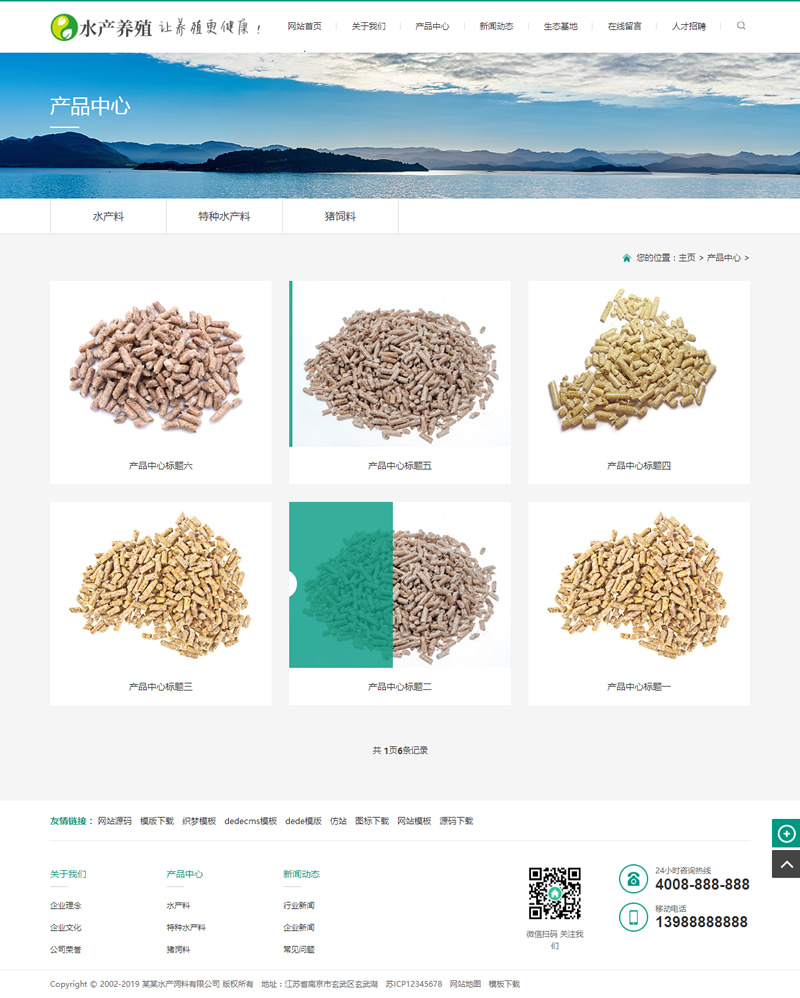 水产养殖 让养殖更健康！
网站首页 关于我们 产品中心 新闻动态 生态基地 在线留言 人才招聘
产品中心
水产料 特种水产料 猪饲料
您的位置：主页 > 产品中心 >
产品中心标题六 产品中心标题五 产品中心标题四
产品中心标题三 产品中心标题二 产品中心标题一
共 1页6条记录
友情链接： 网站源码 模版下载 织梦模板 dedecms模板 dede模版 仿站 图标下载 网站模板 源码下载
关于我们 产品中心 新闻动态
企业理念 水产料 行业新闻
企业文化 特种水产料 企业新闻
公司荣誉 猪饲料 常见问题
微信扫码 关注我
们
24小时咨询热线
4008-888-888
移动电话
13988888888
Copyright © 2002-2019 某某水产饲料有限公司 版权所有 地址：江苏省南京市玄武区玄武湖 苏ICP12345678 网站地图 模板下载